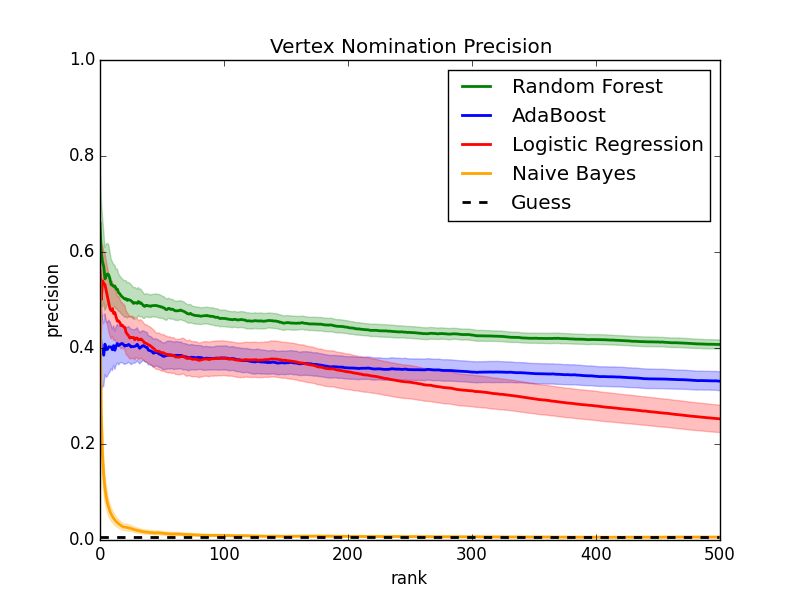 Vertex Nomination Precision
1.0
0.8
0.6
0.4
0.2
0.0
precision
Random Forest
AdaBoost
Logistic Regression
Naive Bayes
Guess
0 100 200 300 400 500
rank